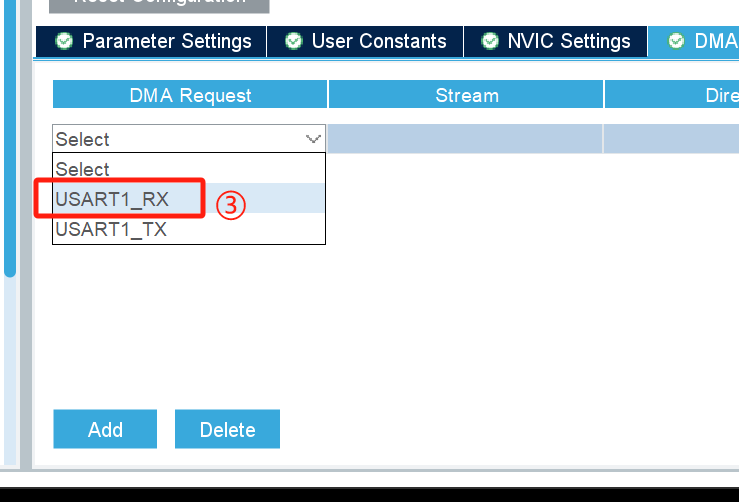 Reset Configuration
Parameter Settings User Constants NVIC Settings DMA
DMA Request Stream Dire
Select
Select
USART1_RX ③
USART1_TX
Add Delete